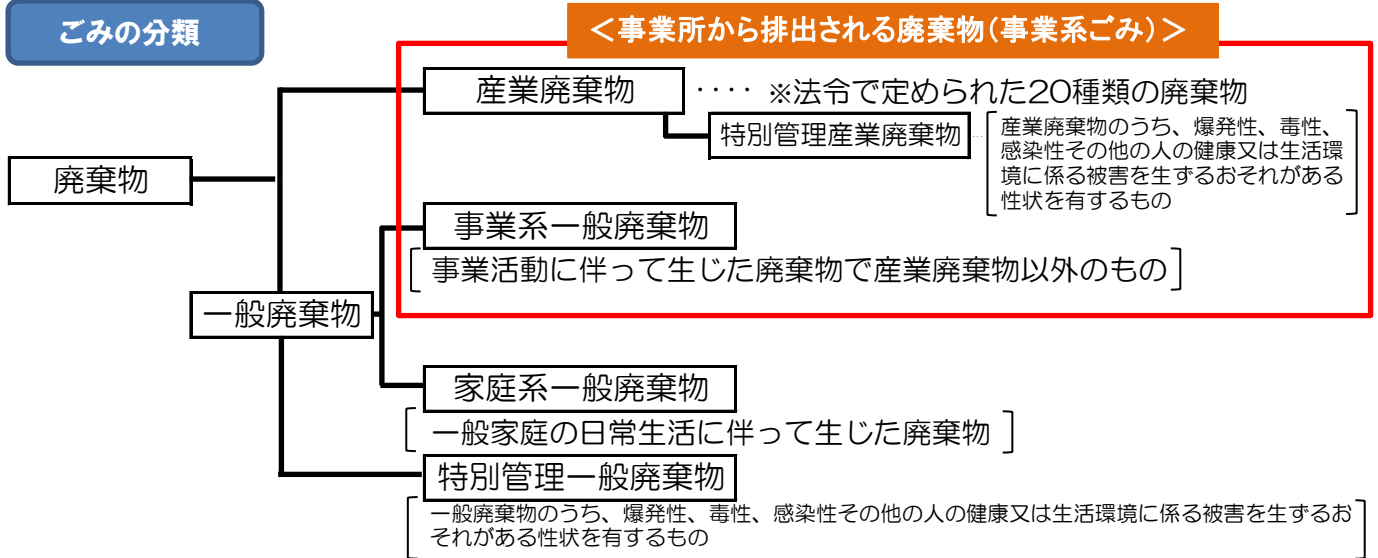 ごみの分類
＜事業所から排出される廃棄物(事業系ごみ)＞
産業廃棄物
‥‥ ※法令で定められた20種類の廃棄物
特別管理産業廃棄物
産業廃棄物のうち、爆発性、毒性、
感染性その他の人の健康又は生活環
境に係る被害を生ずるおそれがある
性状を有するもの
廃棄物
事業系一般廃棄物
事業活動に伴って生じた廃棄物で産業廃棄物以外のもの
一般廃棄物
家庭系一般廃棄物
一般家庭の日常生活に伴って生じた廃棄物
特別管理一般廃棄物
一般廃棄物のうち、爆発性、毒性、感染性その他の人の健康又は生活環境に係る被害を生ずるお
それがある性状を有するもの